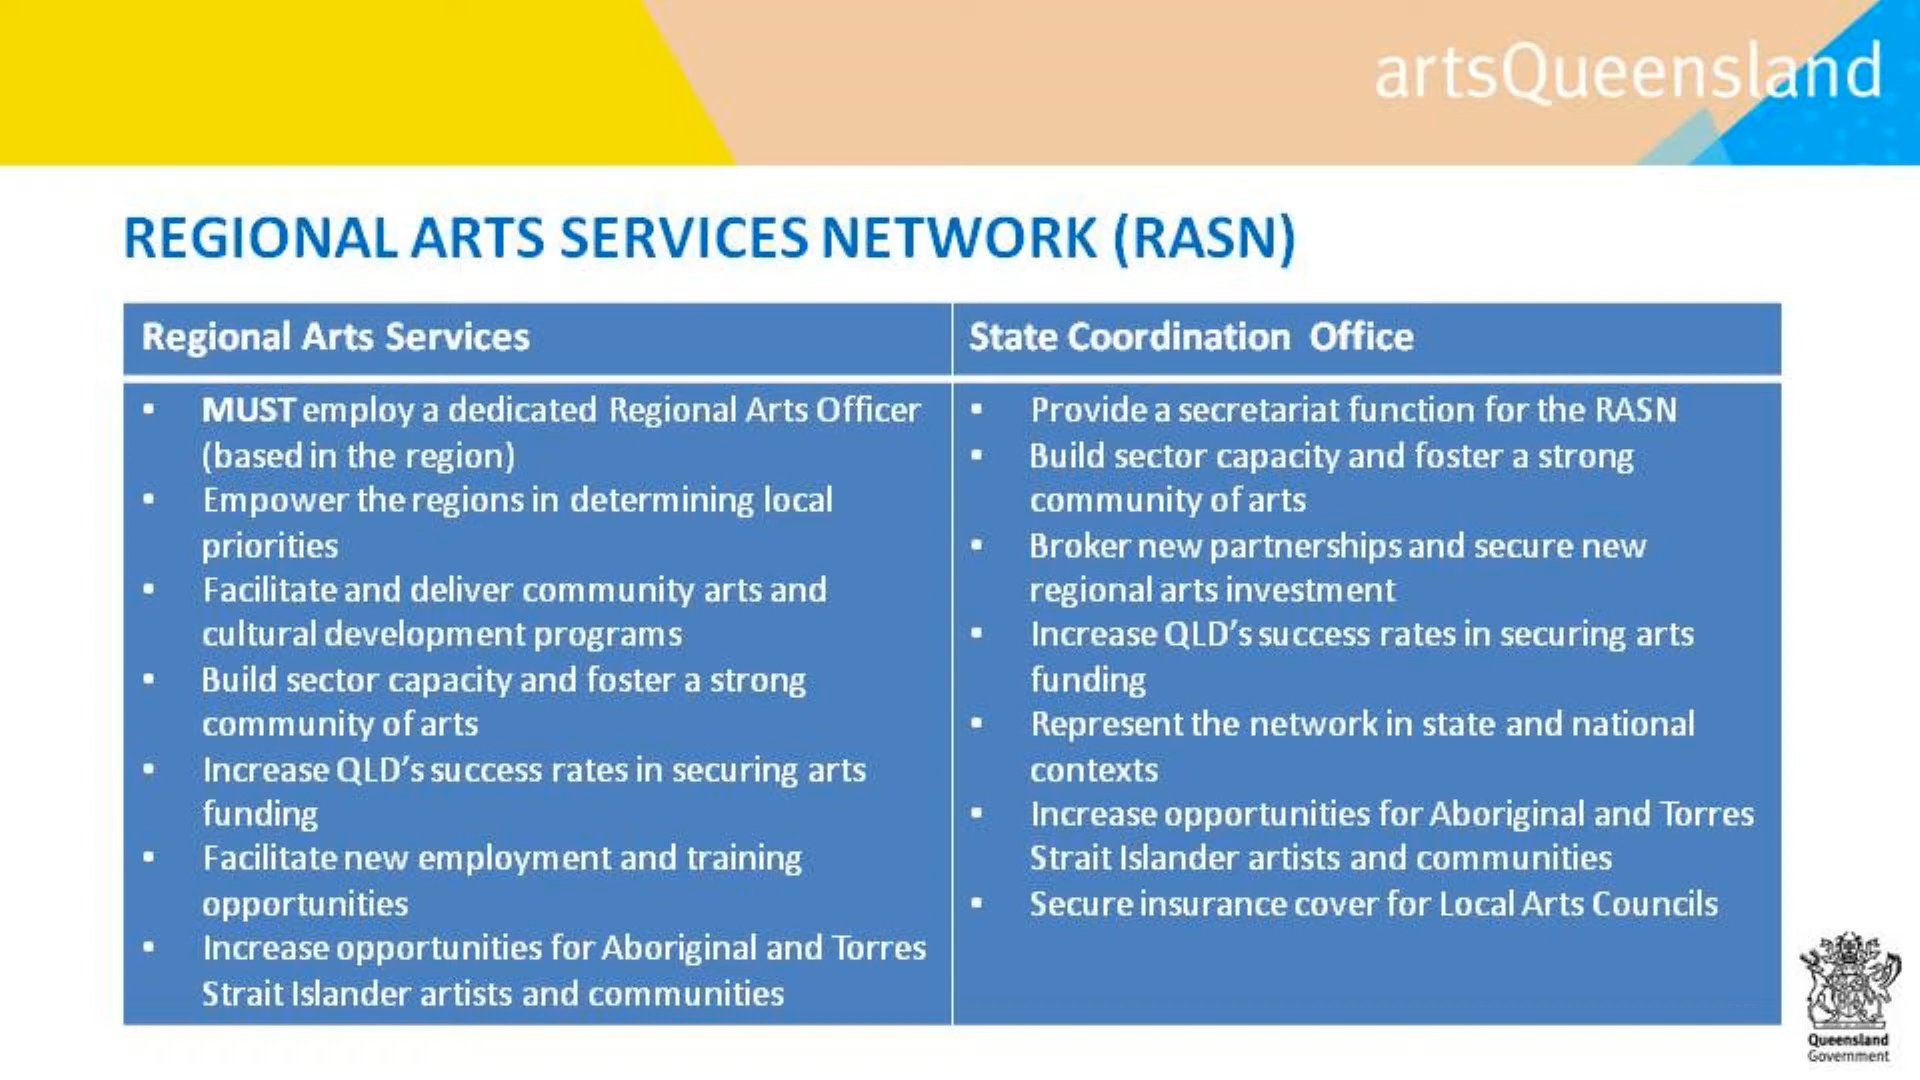 artsQueensland
REGIONAL ARTS SERVICES NETWORK (RASN)
Regional Arts Services
▪ MUST employ a dedicated Regional Arts Officer
(based in the region)
▪ Empower the regions in determining local
priorities
▪ Facilitate and deliver community arts and
cultural development programs
▪ Build sector capacity and foster a strong
community of arts
▪ Increase QLD's success rates in securing arts
funding
▪ Facilitate new employment and training
opportunities
▪ Increase opportunities for Aboriginal and Torres
Strait Islander artists and communities
State Coordination Office
▪ Provide a secretariat function for the RASN
▪ Build sector capacity and foster a strong
community of arts
▪ Broker new partnerships and secure new
regional arts investment
▪ Increase QLD's success rates in securing arts
funding
▪ Represent the network in state and national
contexts
▪ Increase opportunities for Aboriginal and Torres
Strait Islander artists and communities
▪ Secure insurance cover for Local Arts Councils
Queensland
Government